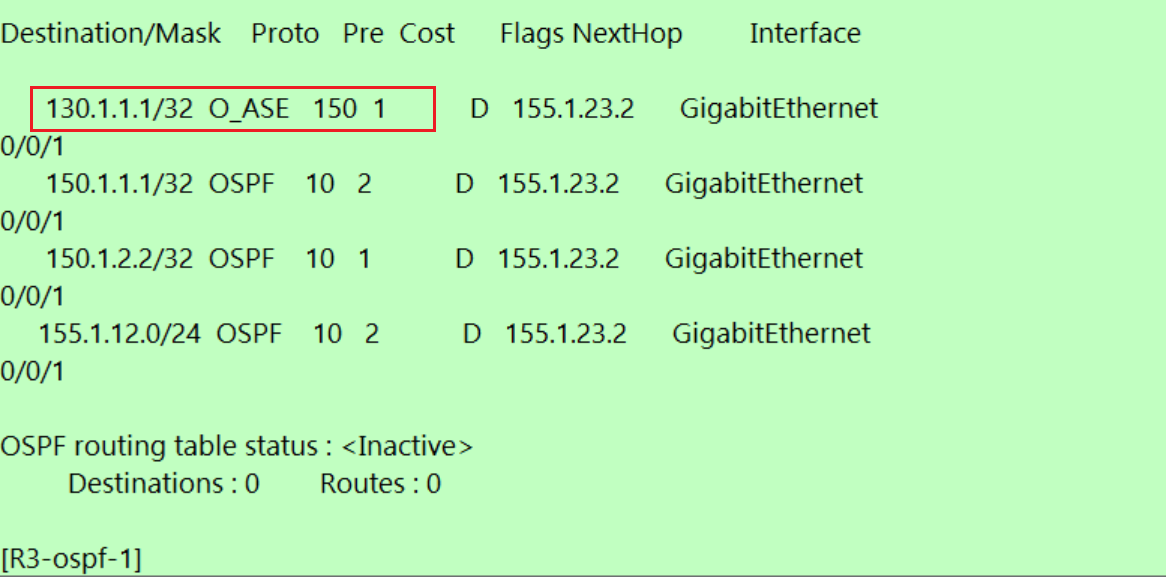 Destination/Mask Proto Pre Cost Flags NextHop Interface
130.1.1.1/32 O_ASE 150 1 D 155.1.23.2 GigabitEthernet
0/0/1
150.1.1.1/32 OSPF 10 2 D 155.1.23.2 GigabitEthernet
0/0/1
150.1.2.2/32 OSPF 10 1 D 155.1.23.2 GigabitEthernet
0/0/1
155.1.12.0/24 OSPF 10 2 D 155.1.23.2 GigabitEthernet
0/0/1
OSPF routing table status : <Inactive>
Destinations : 0 Routes : 0
[R3-ospf-1]